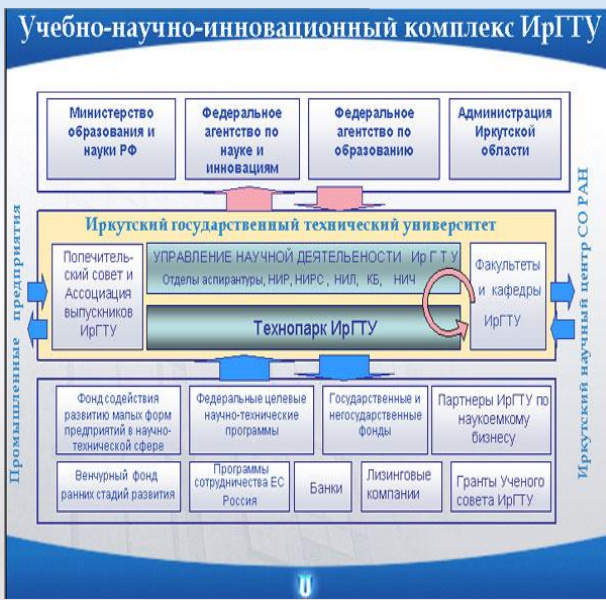 Учебно-научно-инновационный комплекс ИрГТУ
Министерство
образования и
науки РФ
Федеральное
агентство по
науке и
инновациям
Федеральное
агентство по
образованию
Администрация
Иркутской
области
Промышленные предприятия
Иркутский государственный технический университет
Попечитель-
ский совет и
Ассоциация
выпускников
ИрГТУ
УПРАВЛЕНИЕ НАУЧНОЙ ДЕЯТЕЛЬНОСТИ Ир Г Т У
Отделы аспирантуры, НИР, НИРС , НИЛ, КБ, НИЧ
Технопарк ИрГТУ
Факультеты
и кафедры
ИрГТУ
Иркутский научный центр СО РАН
Фонд содействия
развитию малых форм
предприятий в научно-
технической сфере
Федеральные целевые
научно-технические
программы
Государственные и
негосударственные
фонды
Партнеры ИрГТУ по
наукоемкому
бизнесу
Венчурный фонд
ранних стадий развития
Программы
сотрудничества ЕС
Россия
Банки
Лизинговые
компании
Гранты Ученого
совета ИрГТУ